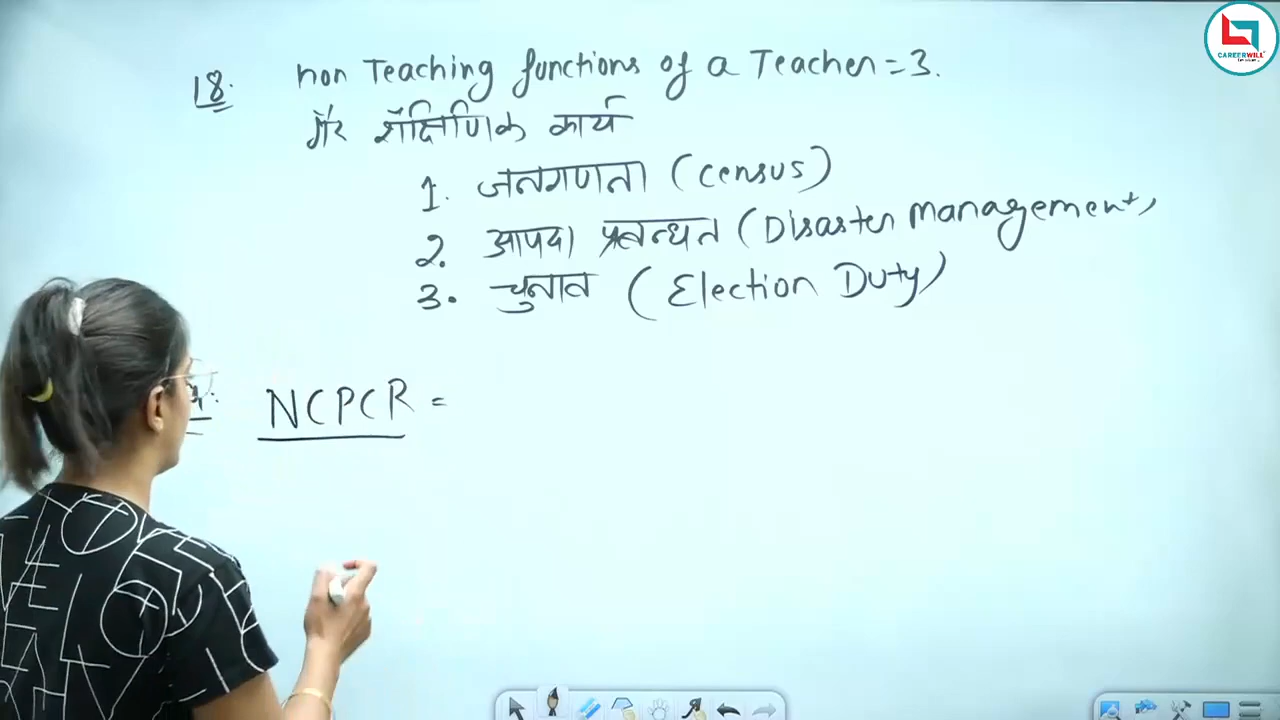 CAREERWILL
18. non Teaching functions of a Teacher = 3.
गैर शैक्षिणिक कार्य
1. जनगणना (Census)
2. आपदा प्रबन्धन (Disaster Management)
3. चुनाव (Election Duty)
NCPCR =